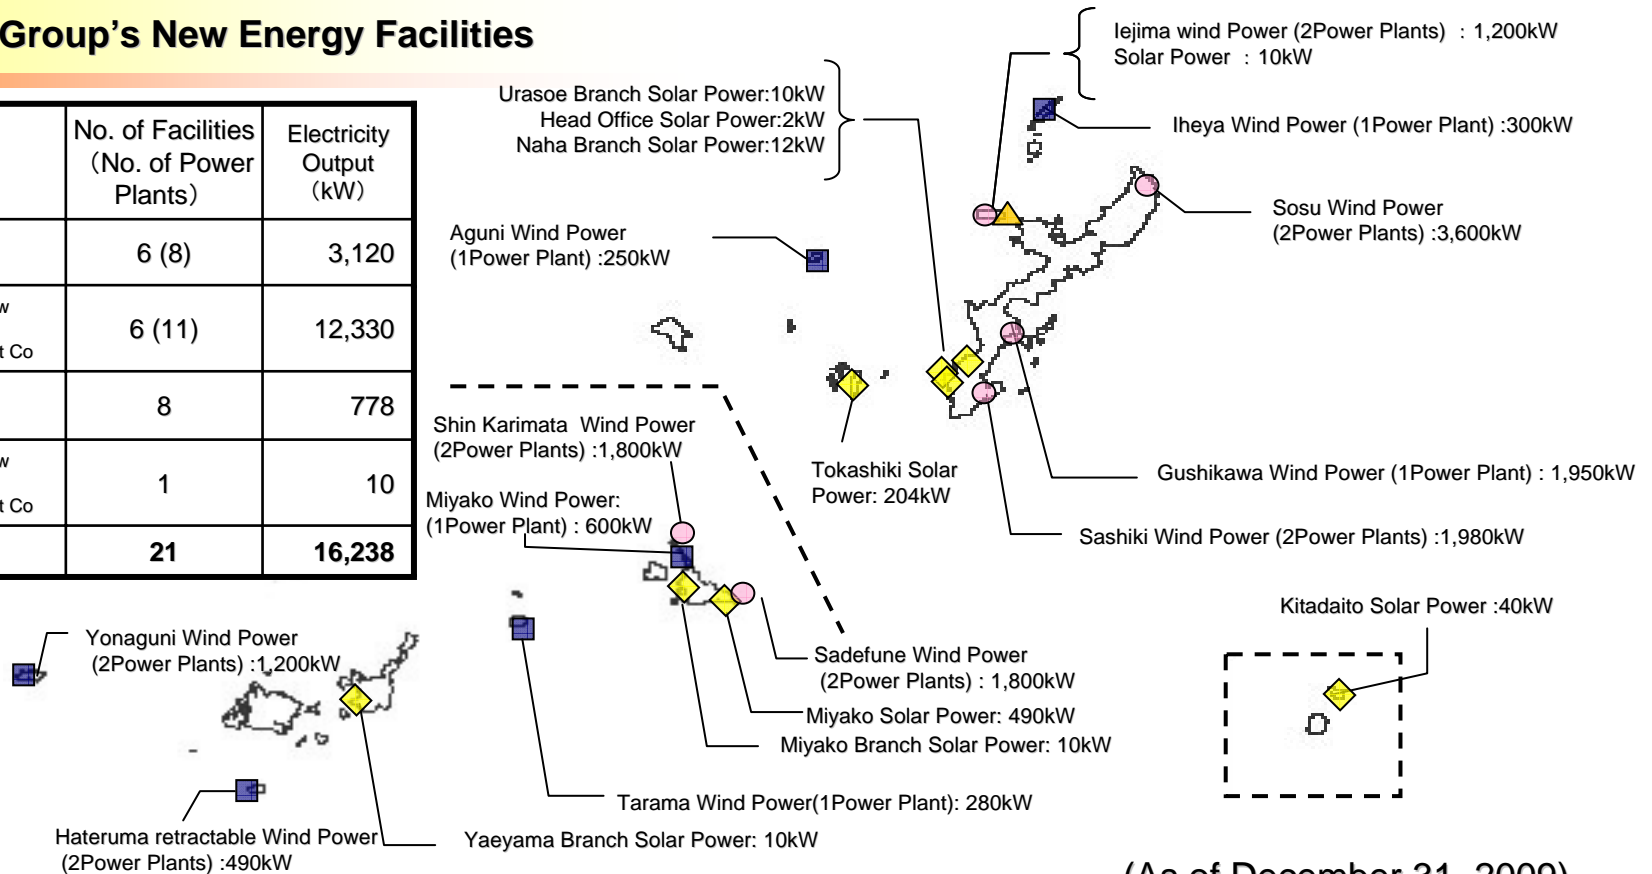 Group’s New Energy Facilities
No. of Facilities
（No. of Power
Plants）
Electricity
Output
（kW）
6 (8)
3,120
w
t Co
6 (11)
12,330
8
778
w
t Co
1
10
21
16,238
Iejima wind Power (2Power Plants) : 1,200kW
Solar Power : 10kW
Urasoe Branch Solar Power:10kW
Head Office Solar Power:2kW
Naha Branch Solar Power:12kW
Iheya Wind Power (1Power Plant) :300kW
Sosu Wind Power
(2Power Plants) :3,600kW
Aguni Wind Power
(1Power Plant) :250kW
Shin Karimata Wind Power
(2Power Plants) :1,800kW
Miyako Wind Power:
(1Power Plant) : 600kW
Tokashiki Solar
Power: 204kW
Gushikawa Wind Power (1Power Plant) : 1,950kW
Sashiki Wind Power (2Power Plants) :1,980kW
Kitadaito Solar Power :40kW
Yonaguni Wind Power
(2Power Plants) :1,200kW
Sadefune Wind Power
(2Power Plants) : 1,800kW
Miyako Solar Power: 490kW
Miyako Branch Solar Power: 10kW
Tarama Wind Power(1Power Plant): 280kW
Hateruma retractable Wind Power
(2Power Plants) :490kW
Yaeyama Branch Solar Power: 10kW
(As of December 31, 2009)